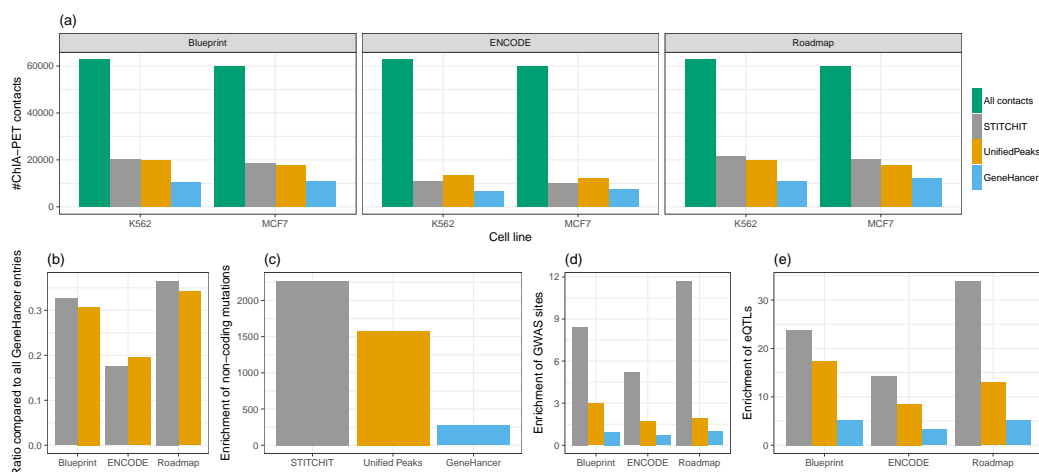 (a)
Blueprint
ENCODE
Roadmap
#ChIA−PET contacts
60000
40000
20000
0
K562
MCF7
K562
MCF7
K562
MCF7
Cell line
All contacts
STITCHIT
UnifiedPeaks
GeneHancer
(b)
Ratio compared to all GeneHancer entries
0.3
0.2
0.1
0.0
Blueprint
ENCODE
Roadmap
(c)
Enrichment of non−coding mutations
2000
1500
1000
500
0
STITCHIT
Unified Peaks
GeneHancer
(d)
Enrichment of GWAS sites
12
9
6
3
0
Blueprint
ENCODE
Roadmap
(e)
Enrichment of eQTLs
30
20
10
0
Blueprint
ENCODE
Roadmap